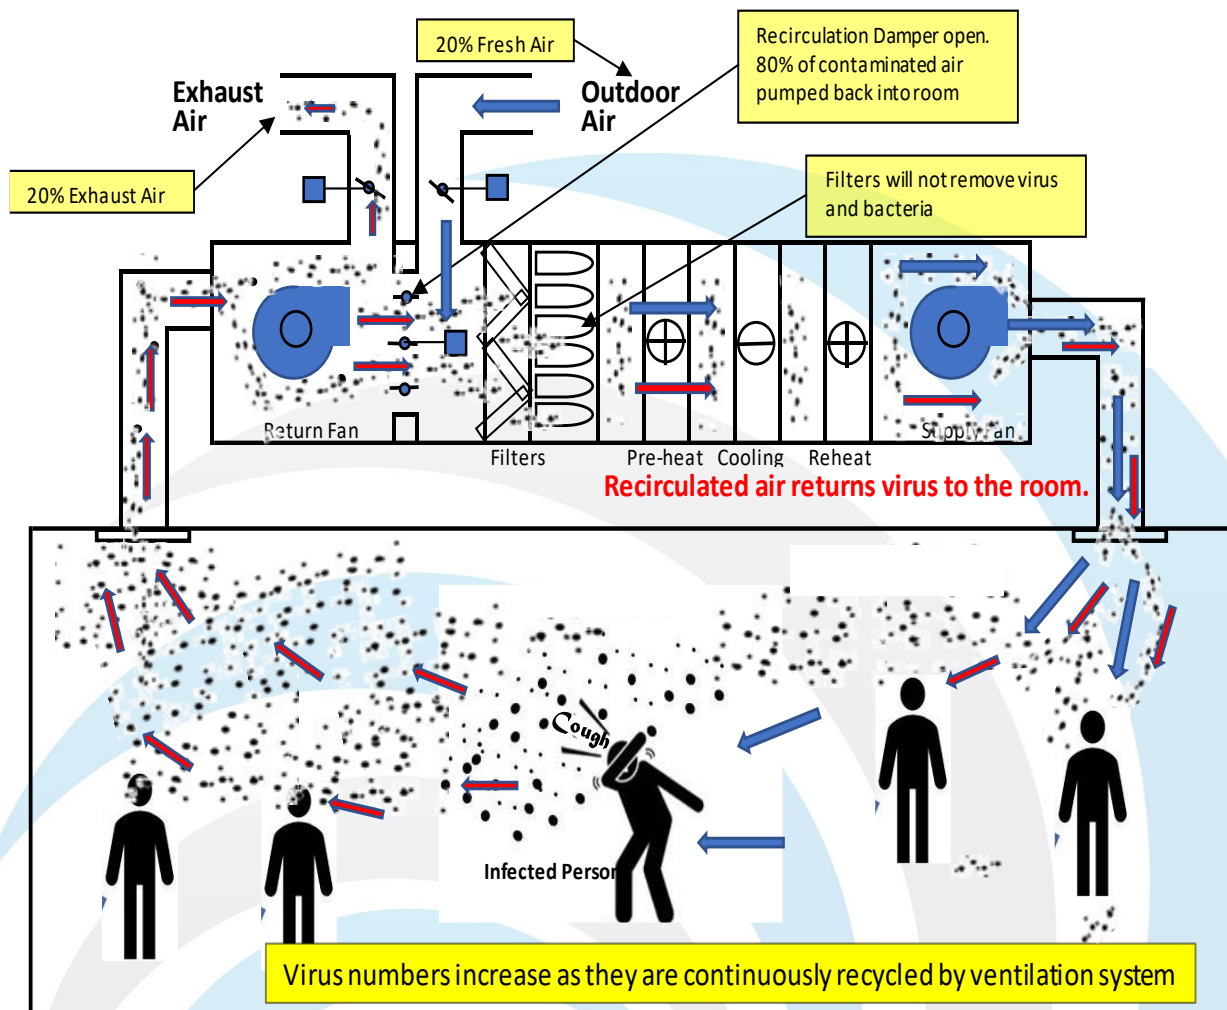 20% Fresh Air
Recirculation Damper open.
80% of contaminated air
pumped back into room
Exhaust
Air
Outdoor
Air
20% Exhaust Air
Filters will not remove virus
and bacteria
Return Fan
Supply Fan
Filters
Pre-heat
Cooling
Reheat
Recirculated air returns virus to the room.
Cough
Infected Person
Virus numbers increase as they are continuously recycled by ventilation system